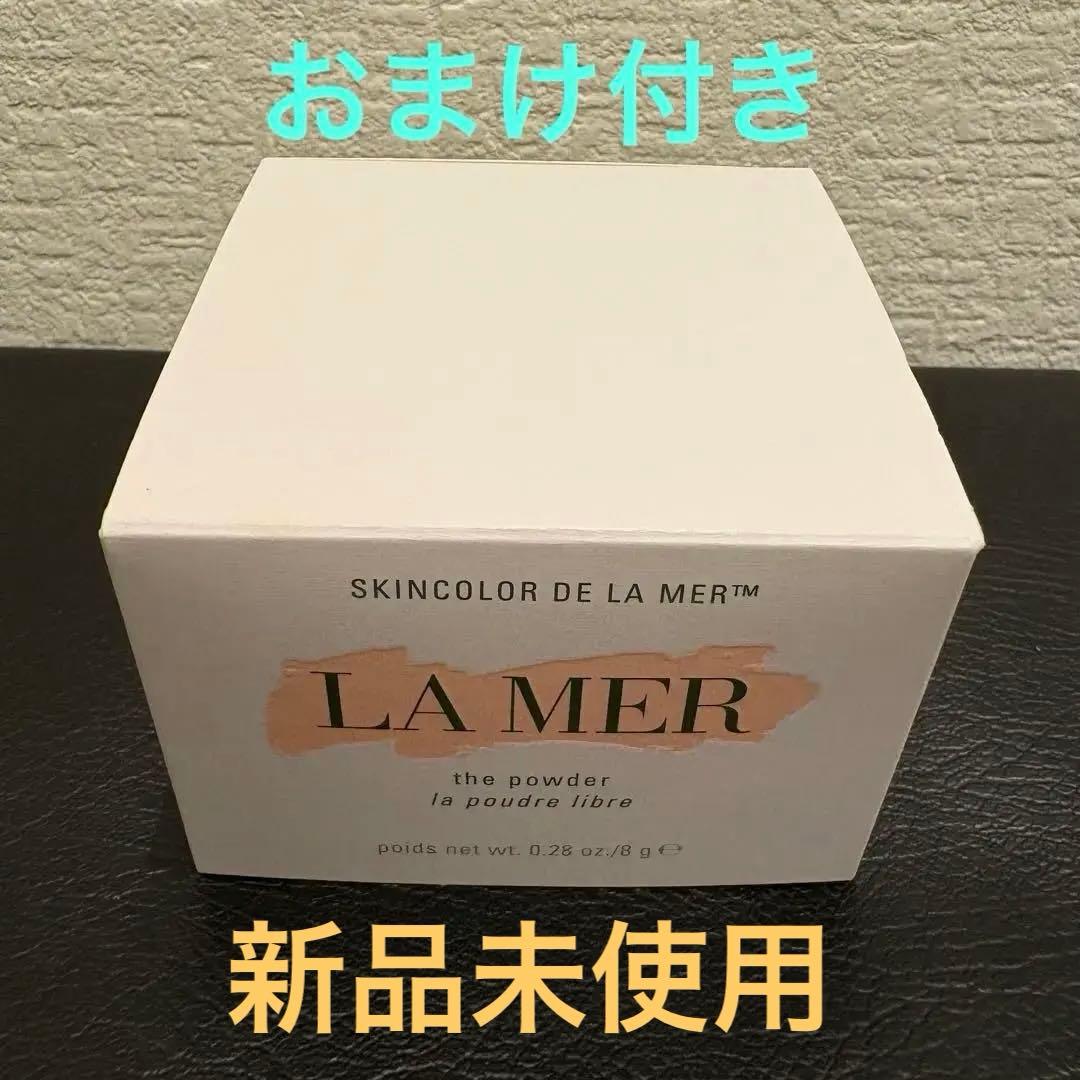 おまけ付き
SKINCOLOR DE LA MER™
LA MER
the powder
la poudre libre
poids net wt. 0.28 oz./8 g ℮
新品未使用